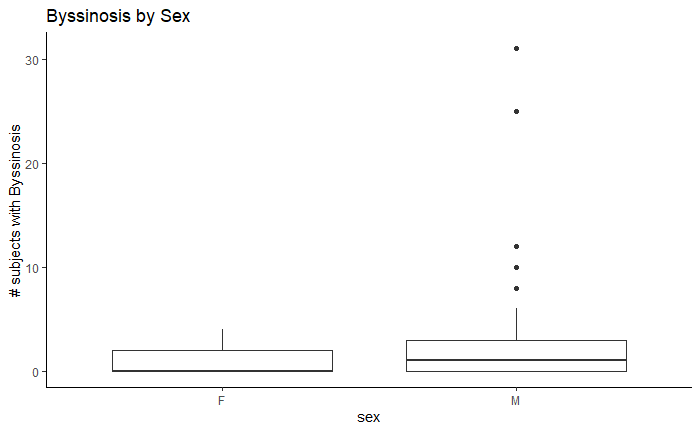 Byssinosis by Sex
# subjects with Byssinosis
30
20
10
0
F
M
sex